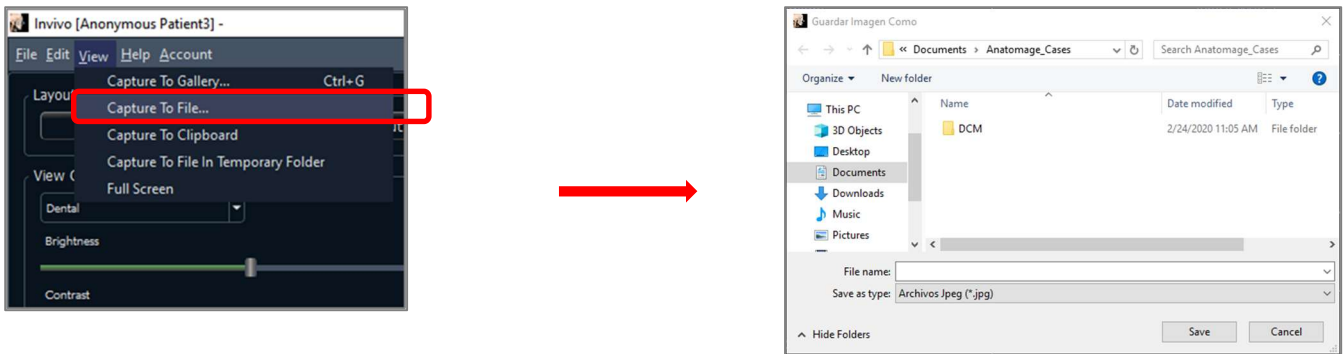 Invivo [Anonymous Patient3] -
File Edit View Help Account
Capture To Gallery... Ctrl+G
Layou
Capture To File...
Capture To Clipboard
Capture To File In Temporary Folder
View
Full Screen
Dental
Brightness
Contrast
Guardar Imagen Como
« Documents › Anatomage_Cases
Search Anatomage_Cases
Organize New folder
Name Date modified Type
This PC
3D Objects
DCM 2/24/2020 11:05 AM File folder
Desktop
Documents
Downloads
Music
Pictures
File name:
Save as type: Archivos Jpeg (*.jpg)
Hide Folders
Save Cancel